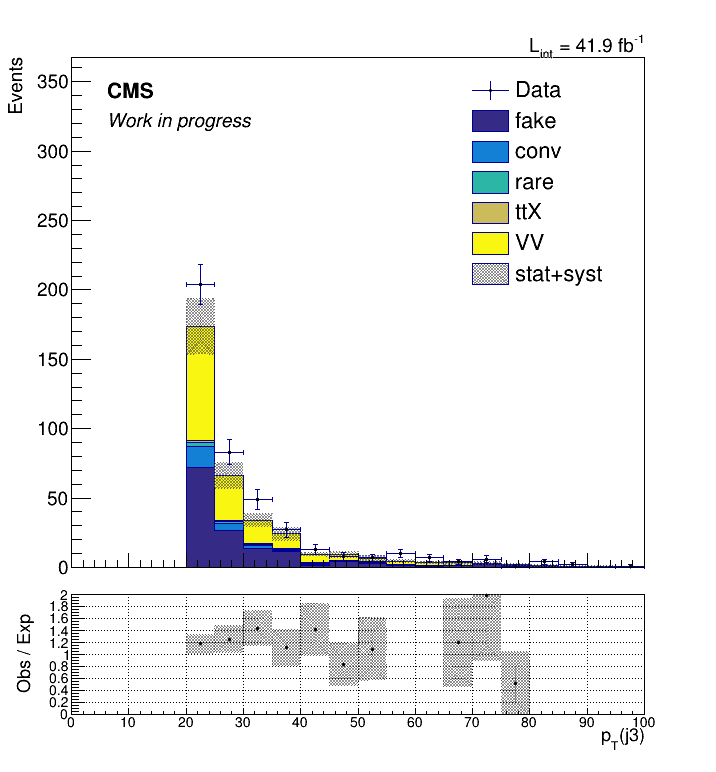 L_int = 41.9 fb^-1
Events
CMS
Work in progress
Data
fake
conv
rare
ttX
VV
stat+syst
350
300
250
200
150
100
50
0
Obs / Exp
2
1.8
1.6
1.4
1.2
1
0.8
0.6
0.4
0.2
0
0 10 20 30 40 50 60 70 80 90 100
p_T(j3)